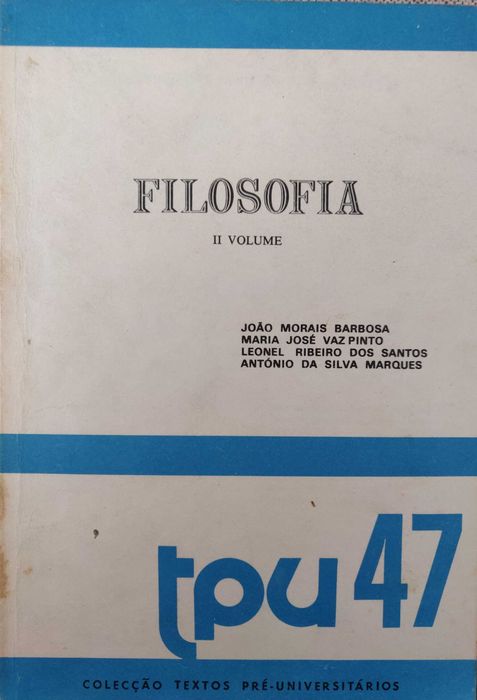 FILOSOFIA
II VOLUME
JOÃO MORAIS BARBOSA
MARIA JOSÉ VAZ PINTO
LEONEL RIBEIRO DOS SANTOS
ANTÓNIO DA SILVA MARQUES
tpu 47
COLECÇÃO TEXTOS PRÉ-UNIVERSITÁRIOS